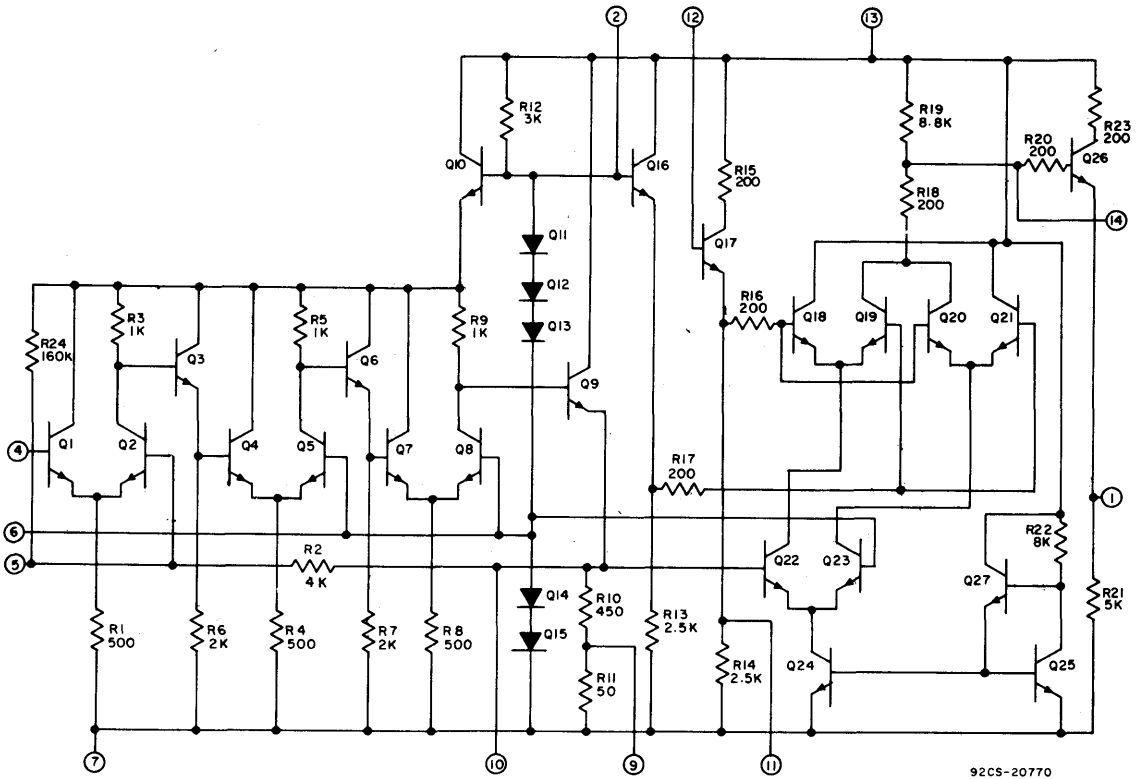 2
12
13
R12
3K
R19
8.8K
R23
200
R20
200
Q26
Q10
Q16
R15
200
R18
200
14
Q17
Q11
Q12
Q13
R16
200
Q18
Q19
Q20
Q21
R3
1K
R5
1K
R9
1K
R24
160K
Q3
Q6
Q9
4
Q1
Q2
Q4
Q5
Q7
Q8
R17
200
1
6
5
R2
4K
Q22
Q23
R22
8K
Q27
Q14
Q15
R10
450
R13
2.5K
R21
5K
R1
500
R6
2K
R4
500
R7
2K
R8
500
R11
50
R14
2.5K
Q24
Q25
7
10
9
11
92CS-20770